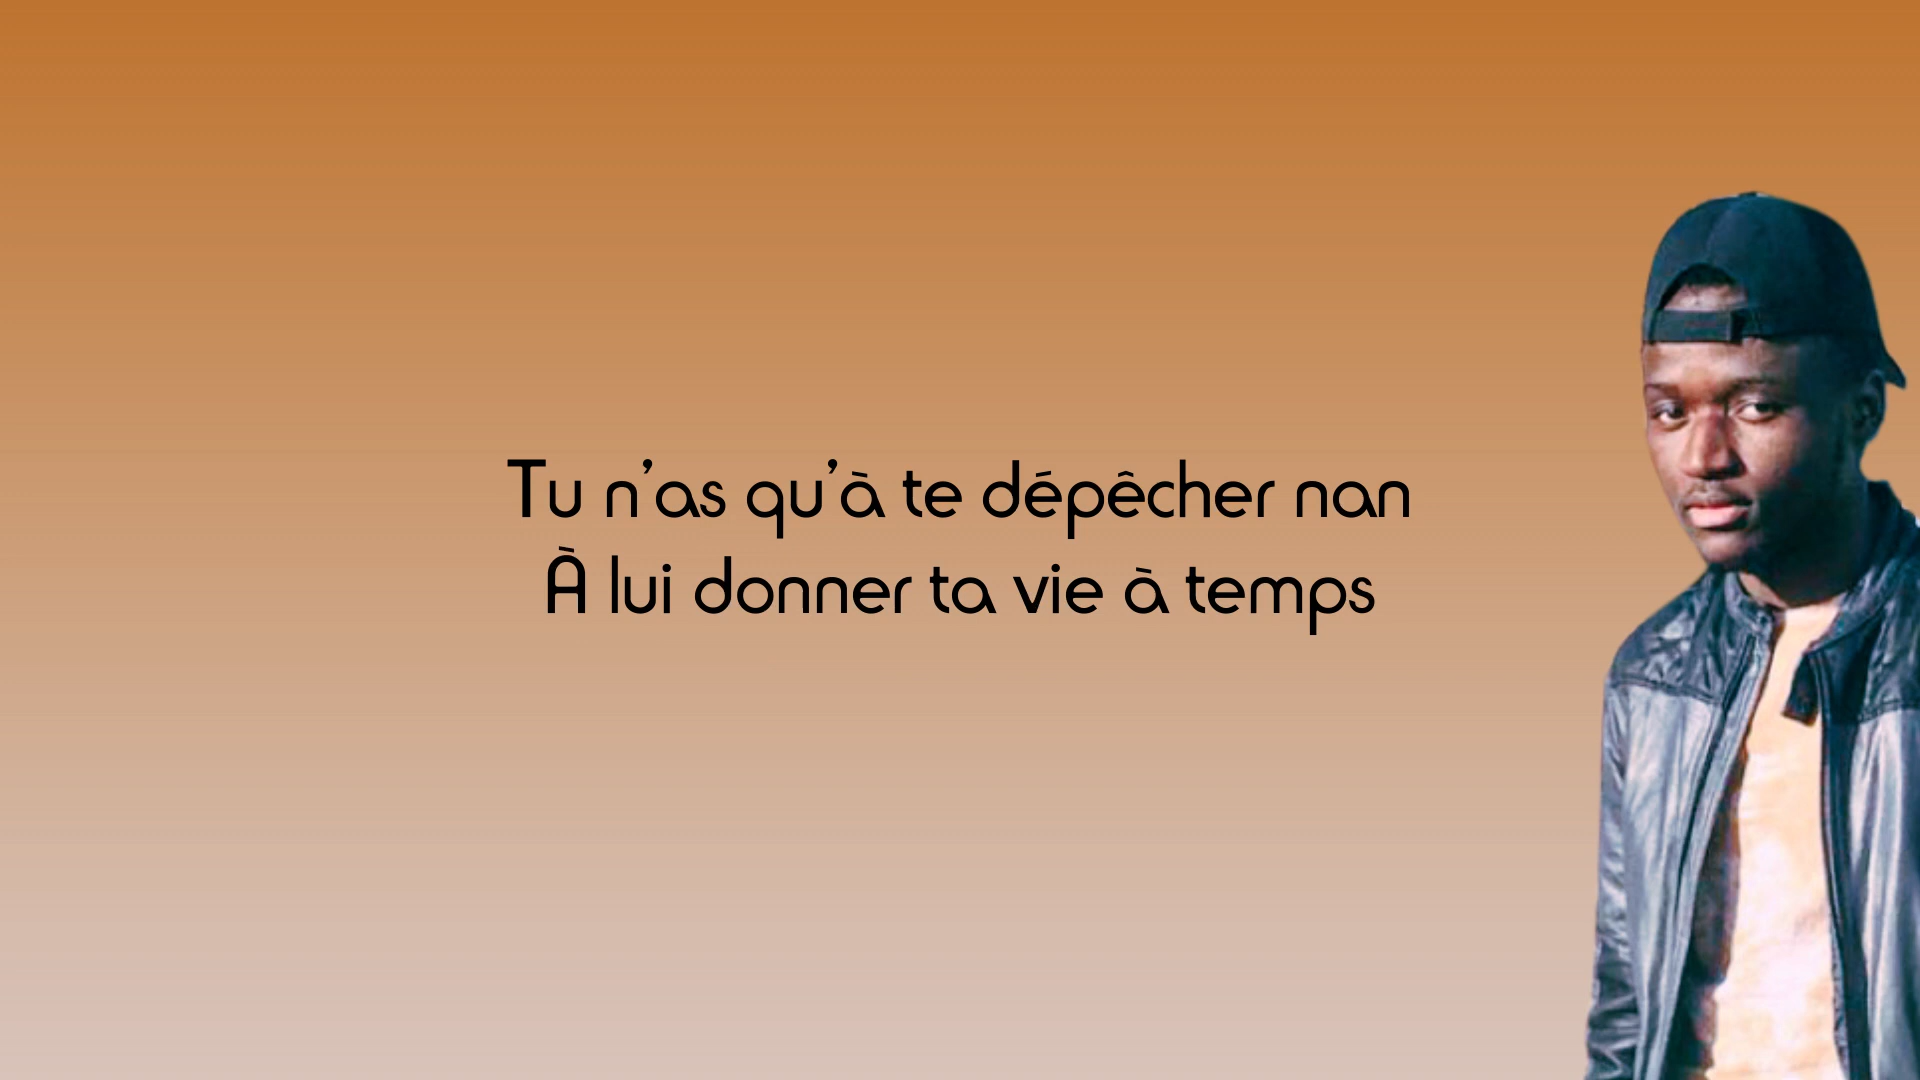 Tu n’as qu’à te dépêcher nan
À lui donner ta vie à temps